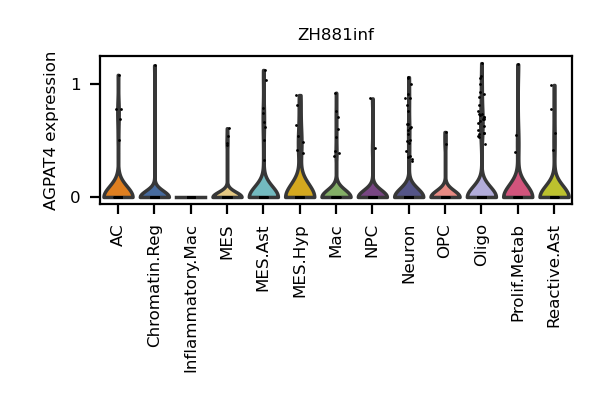 ZH881inf
AGPAT4 expression
1
0
AC
Chromatin.Reg
Inflammatory.Mac
MES
MES.Ast
MES.Hyp
Mac
NPC
Neuron
OPC
Oligo
Prolif.Metab
Reactive.Ast